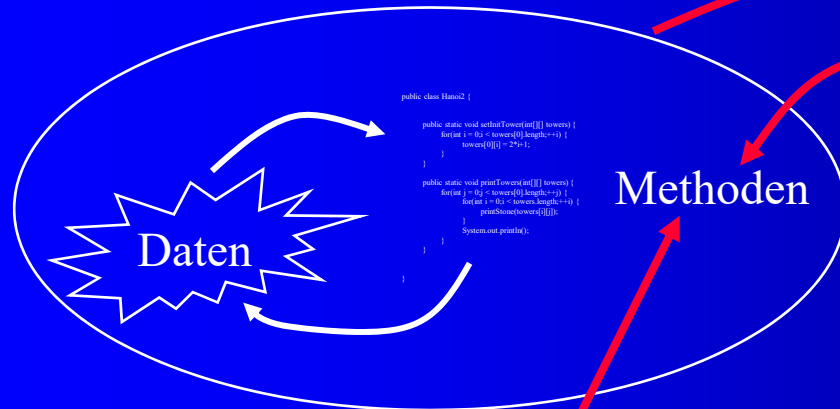 public class Hanoi2 {
public static void setInitTower(int[][] towers) {
for(int i = 0;i < towers[0].length;++i) {
towers[0][i] = 2*i+1;
}
}
public static void printTowers(int[][] towers) {
for(int j = 0;j < towers[0].length;++j) {
for(int i = 0;i < towers.length;++i) {
printStone(towers[i][j]);
}
System.out.println();
}
}
}
Methoden
Daten